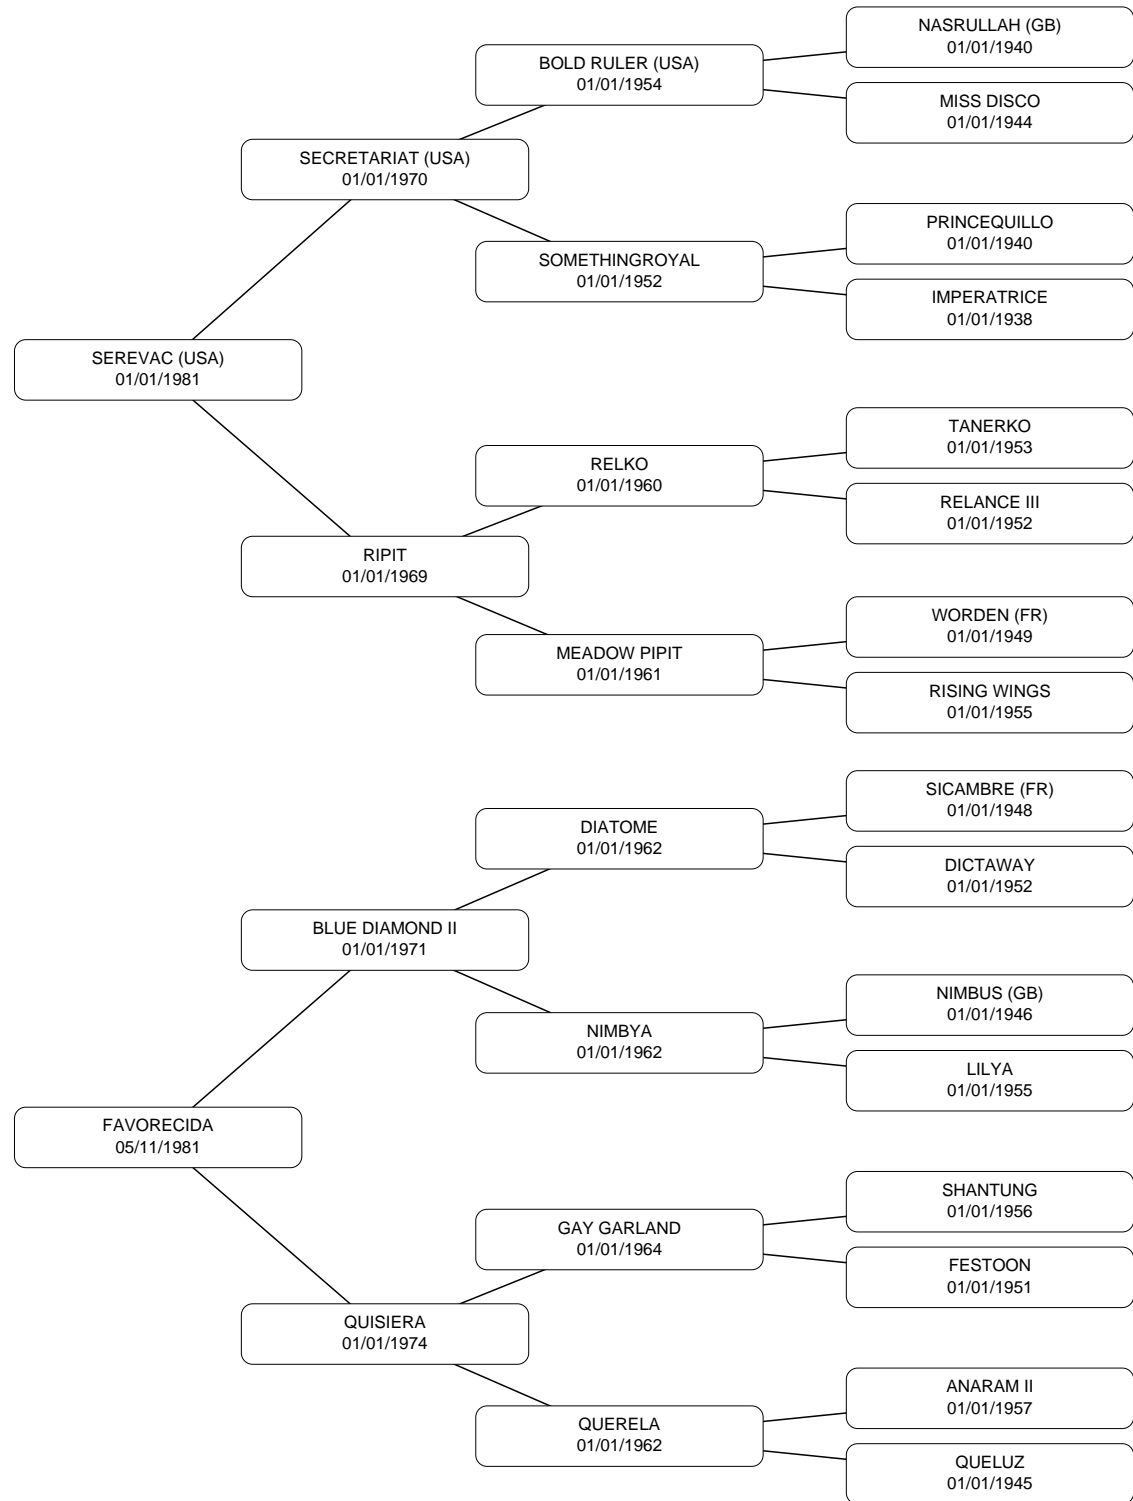 NASRULLAH (GB)
01/01/1940
BOLD RULER (USA)
01/01/1954
MISS DISCO
01/01/1944
SECRETARIAT (USA)
01/01/1970
PRINCEQUILLO
01/01/1940
SOMETHINGROYAL
01/01/1952
IMPERATRICE
01/01/1938
SEREVAC (USA)
01/01/1981
TANERKO
01/01/1953
RELKO
01/01/1960
RELANCE III
01/01/1952
RIPIT
01/01/1969
WORDEN (FR)
01/01/1949
MEADOW PIPIT
01/01/1961
RISING WINGS
01/01/1955
SICAMBRE (FR)
01/01/1948
DIATOME
01/01/1962
DICTAWAY
01/01/1952
BLUE DIAMOND II
01/01/1971
NIMBUS (GB)
01/01/1946
NIMBYA
01/01/1962
LILYA
01/01/1955
FAVORECIDA
05/11/1981
SHANTUNG
01/01/1956
GAY GARLAND
01/01/1964
FESTOON
01/01/1951
QUISIERA
01/01/1974
ANARAM II
01/01/1957
QUERELA
01/01/1962
QUELUZ
01/01/1945